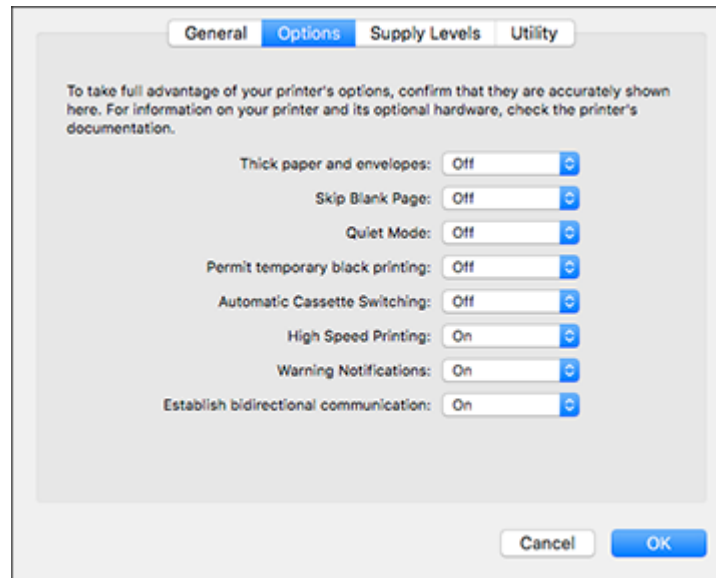 General Options Supply Levels Utility
To take full advantage of your printer's options, confirm that they are accurately shown
here. For information on your printer and its optional hardware, check the printer's
documentation.
Thick paper and envelopes: Off
Skip Blank Page: Off
Quiet Mode: Off
Permit temporary black printing: Off
Automatic Cassette Switching: Off
High Speed Printing: On
Warning Notifications: On
Establish bidirectional communication: On
Cancel OK